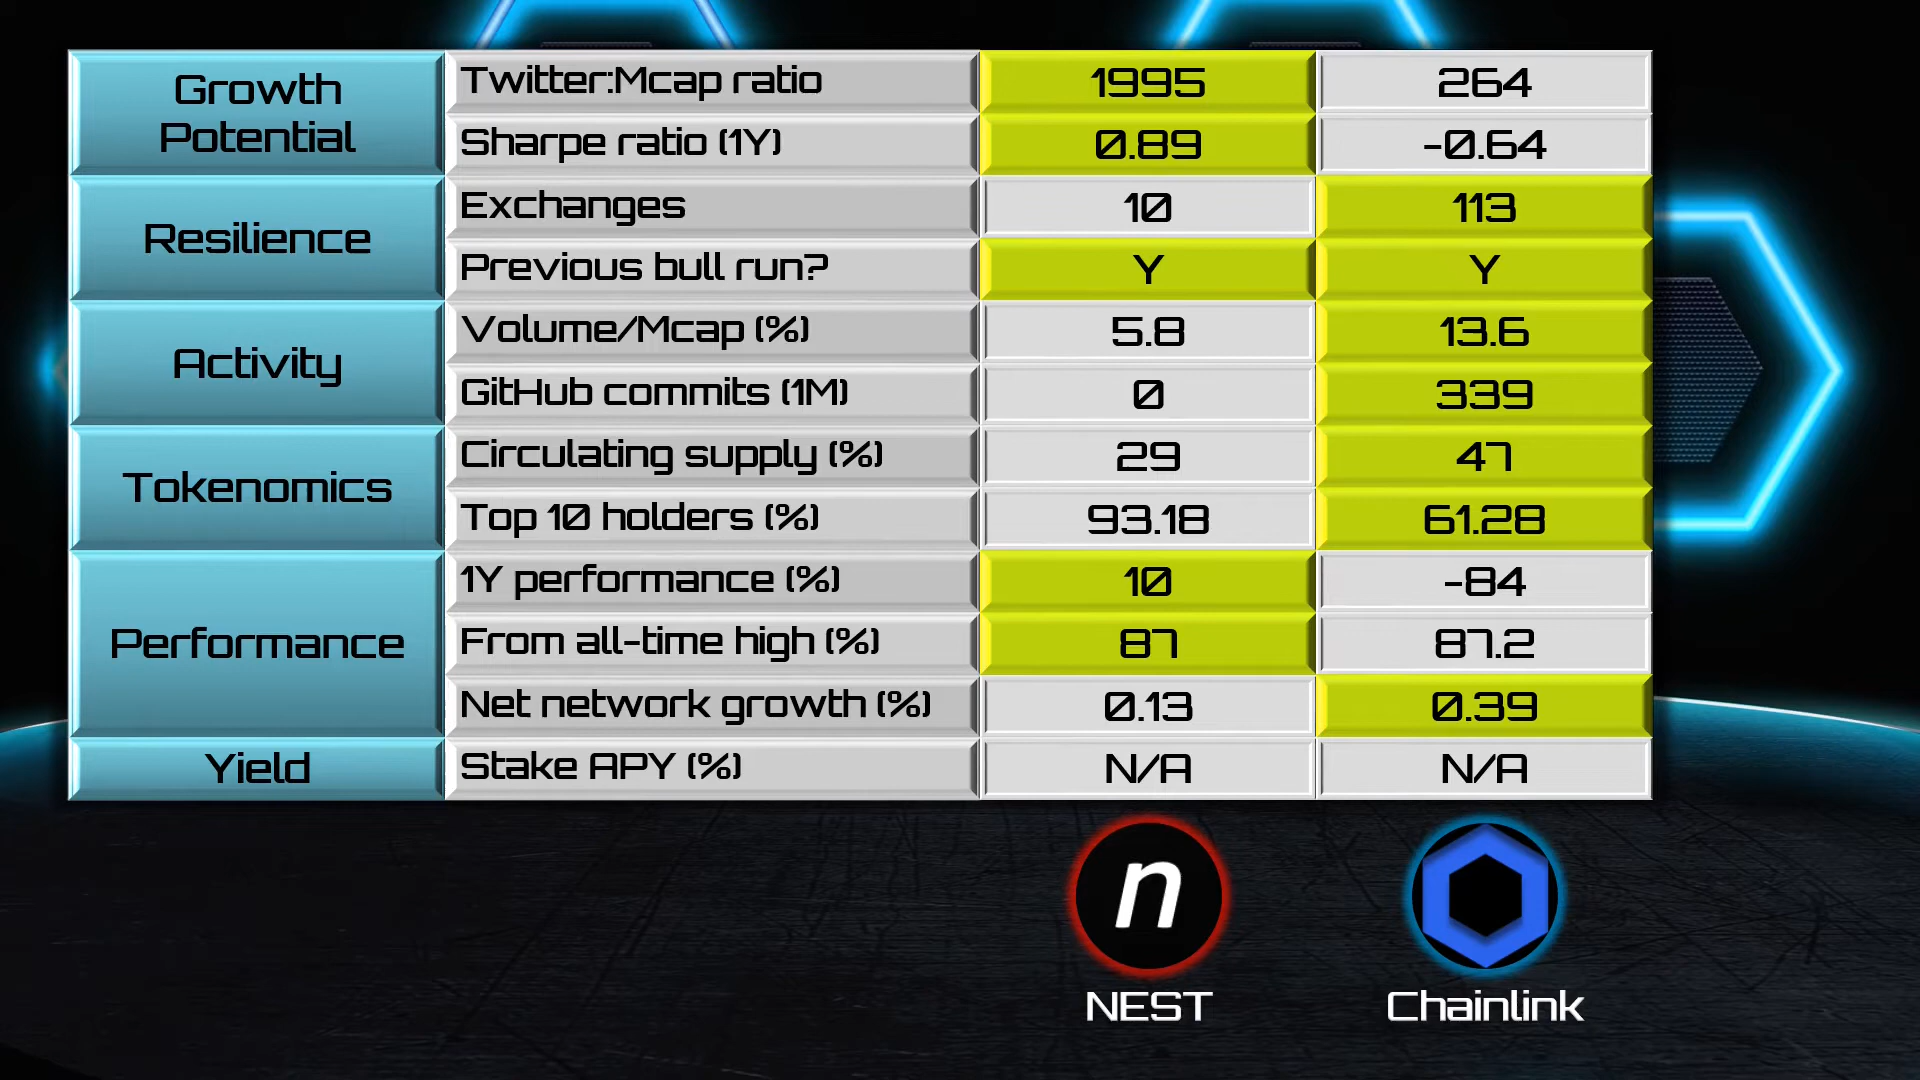 Growth
Potential
Twitter:Mcap ratio 1995 264
Sharpe ratio (1Y) 0.89 -0.64
Resilience
Exchanges 10 113
Previous bull run? Y Y
Activity
Volume/Mcap (%) 5.8 13.6
GitHub commits (1M) 0 339
Tokenomics
Circulating supply (%) 29 47
Top 10 holders (%) 93.18 61.28
Performance
1Y performance (%) 10 -84
From all-time high (%) 87 87.2
Net network growth (%) 0.13 0.39
Yield
Stake APY (%) N/A N/A
n
NEST Chainlink